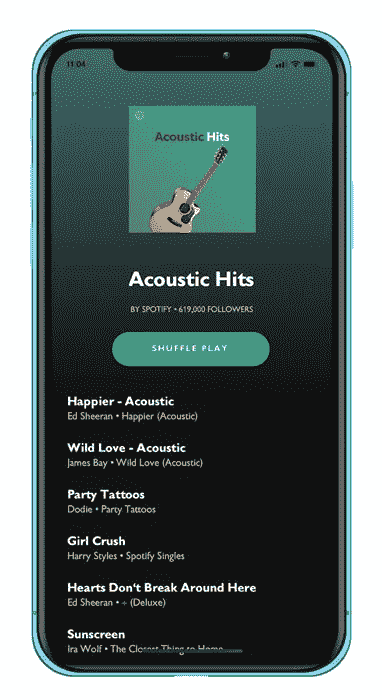 11:04
Acoustic Hits
Acoustic Hits
BY SPOTIFY • 619,000 FOLLOWERS
SHUFFLE PLAY
Happier - Acoustic
Ed Sheeran • Happier (Acoustic)
Wild Love - Acoustic
James Bay • Wild Love (Acoustic)
Party Tattoos
Dodie • Party Tattoos
Girl Crush
Harry Styles • Spotify Singles
Hearts Don't Break Around Here
Ed Sheeran • ÷ (Deluxe)
Sunscreen
Ira Wolf • The Closest Thing to Home